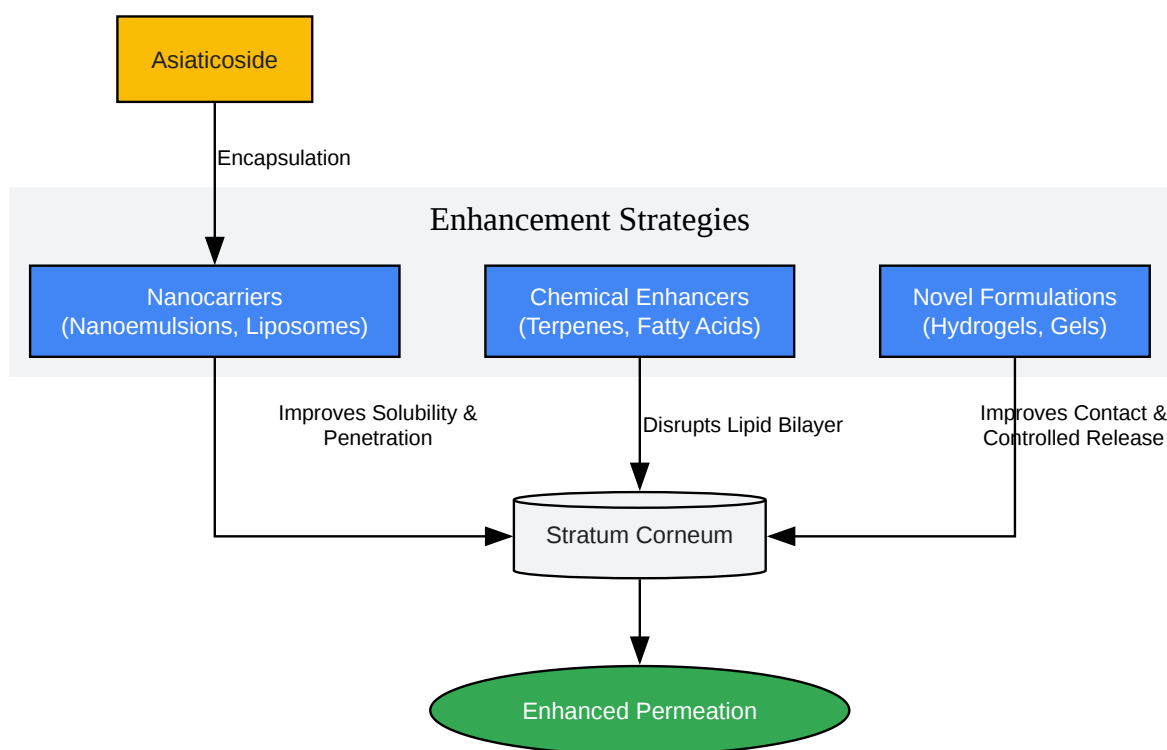 Asiaticoside
Encapsulation
Enhancement Strategies
Nanocarriers
(Nanoemulsions, Liposomes)
Chemical Enhancers
(Terpenes, Fatty Acids)
Novel Formulations
(Hydrogels, Gels)
Improves Solubility &
Penetration
Disrupts Lipid Bilayer
Improves Contact &
Controlled Release
Stratum Corneum
Enhanced Permeation